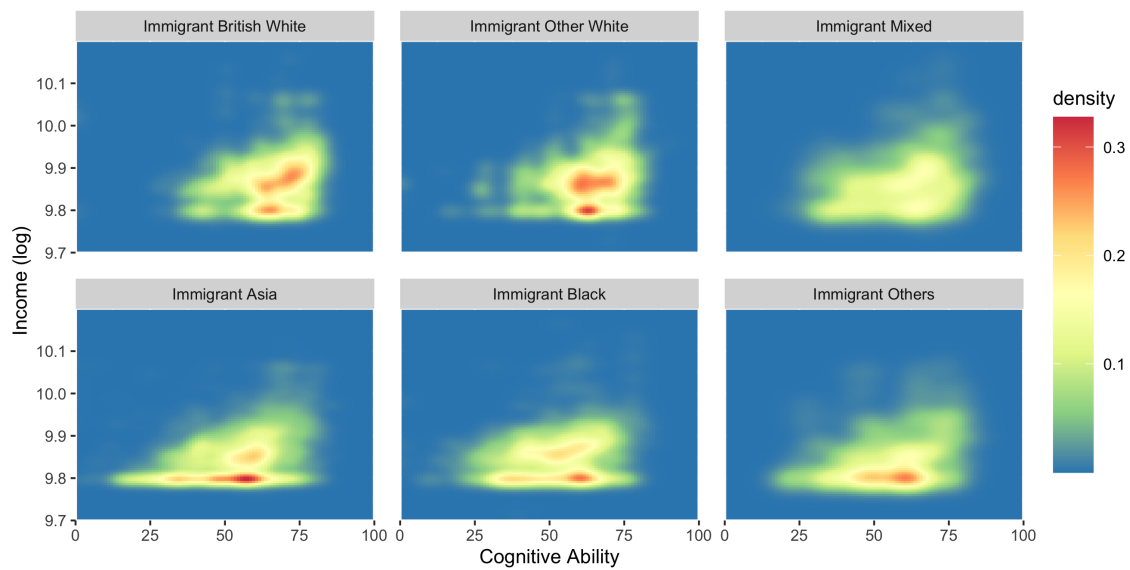 Immigrant British White
Immigrant Other White
Immigrant Mixed
10.1
10.0
9.9
9.8
9.7
Immigrant Asia
Immigrant Black
Immigrant Others
10.1
10.0
9.9
9.8
9.7
0 25 50 75 100
0 25 50 75 100
0 25 50 75 100
Income (log)
Cognitive Ability
density
0.3
0.2
0.1